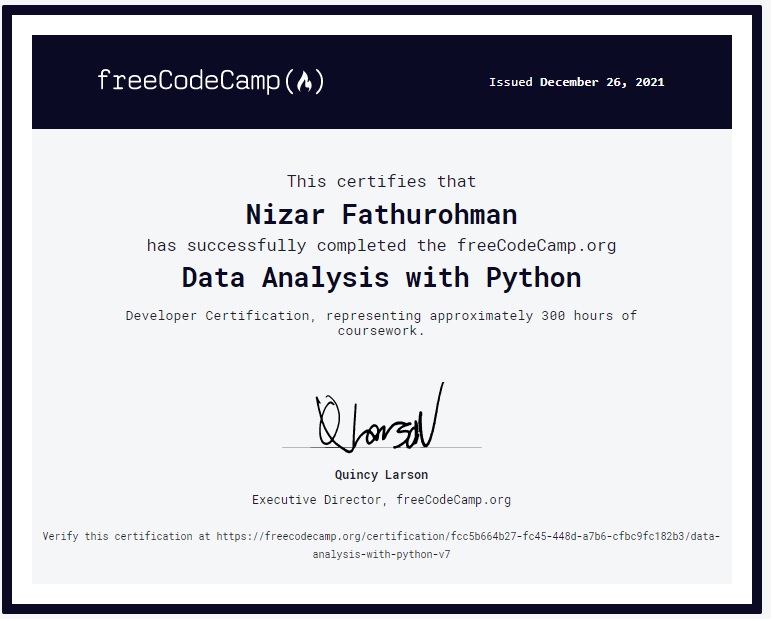 freeCodeCamp
Issued December 26, 2021
This certifies that
Nizar Fathurohman
has successfully completed the freeCodeCamp.org
Data Analysis with Python
Developer Certification, representing approximately 300 hours of
coursework.
Q Larson
Quincy Larson
Executive Director, freeCodeCamp.org
Verify this certification at https://freecodecamp.org/certification/fcc5b664b27-fc45-448d-a7b6-cfbc9fc182b3/data-
analysis-with-python-v7